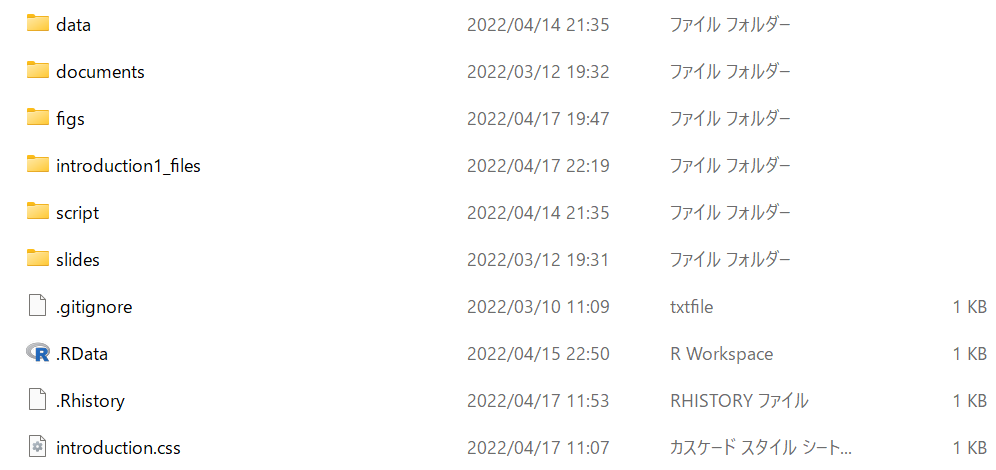 data 2022/04/14 21:35 ファイル フォルダー
documents 2022/03/12 19:32 ファイル フォルダー
figs 2022/04/17 19:47 ファイル フォルダー
introduction1_files 2022/04/17 22:19 ファイル フォルダー
script 2022/04/14 21:35 ファイル フォルダー
slides 2022/03/12 19:31 ファイル フォルダー
.gitignore 2022/03/10 11:09 txtfile 1 KB
.RData 2022/04/15 22:50 R Workspace 1 KB
.Rhistory 2022/04/17 11:53 RHISTORY ファイル 1 KB
introduction.css 2022/04/17 11:07 カスケード スタイル シート... 1 KB